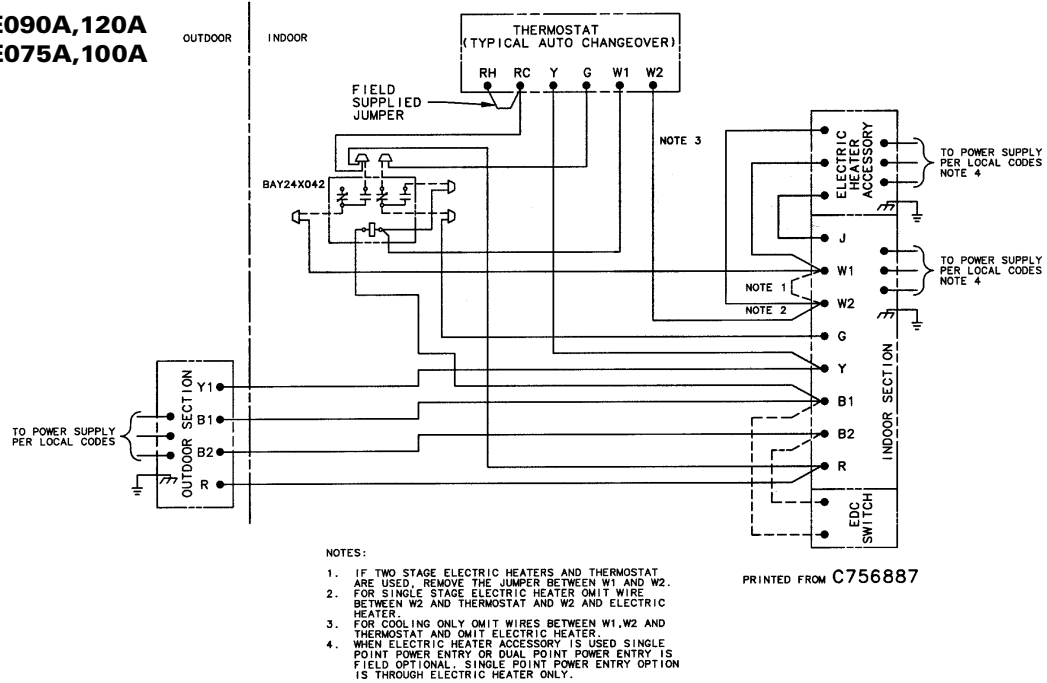 E090A,120A
E075A,100A
OUTDOOR
INDOOR
THERMOSTAT
(TYPICAL AUTO CHANGEOVER)
RH RC Y G W1 W2
FIELD
SUPPLIED
JUMPER
NOTE 3
BAY24X042
ELECTRIC
HEATER
ACCESSORY
TO POWER SUPPLY
PER LOCAL CODES
NOTE 4
J
W1
TO POWER SUPPLY
PER LOCAL CODES
NOTE 4
NOTE 1
W2
NOTE 2
G
Y
B1
B2
R
INDOOR SECTION
EDC
SWITCH
OUTDOOR SECTION
Y1
B1
B2
R
TO POWER SUPPLY
PER LOCAL CODES
NOTES:
1. IF TWO STAGE ELECTRIC HEATERS AND THERMOSTAT
ARE USED, REMOVE THE JUMPER BETWEEN W1 AND W2.
2. FOR SINGLE STAGE ELECTRIC HEATER OMIT WIRE
BETWEEN W2 AND THERMOSTAT AND W2 AND ELECTRIC
HEATER.
3. FOR COOLING ONLY OMIT WIRES BETWEEN W1,W2 AND
THERMOSTAT AND OMIT ELECTRIC HEATER.
4. WHEN ELECTRIC HEATER ACCESSORY IS USED SINGLE
POINT POWER ENTRY OR DUAL POINT POWER ENTRY IS
FIELD OPTIONAL. SINGLE POINT POWER ENTRY OPTION
IS THROUGH ELECTRIC HEATER ONLY.
PRINTED FROM C756887